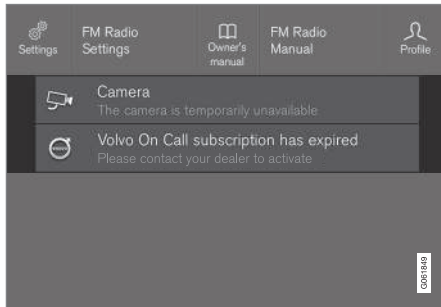 Settings
FM Radio
Settings
Owner's
manual
FM Radio
Manual
Profile
Camera
The camera is temporarily unavailable
Volvo On Call subscription has expired
Please contact your dealer to activate
G061849